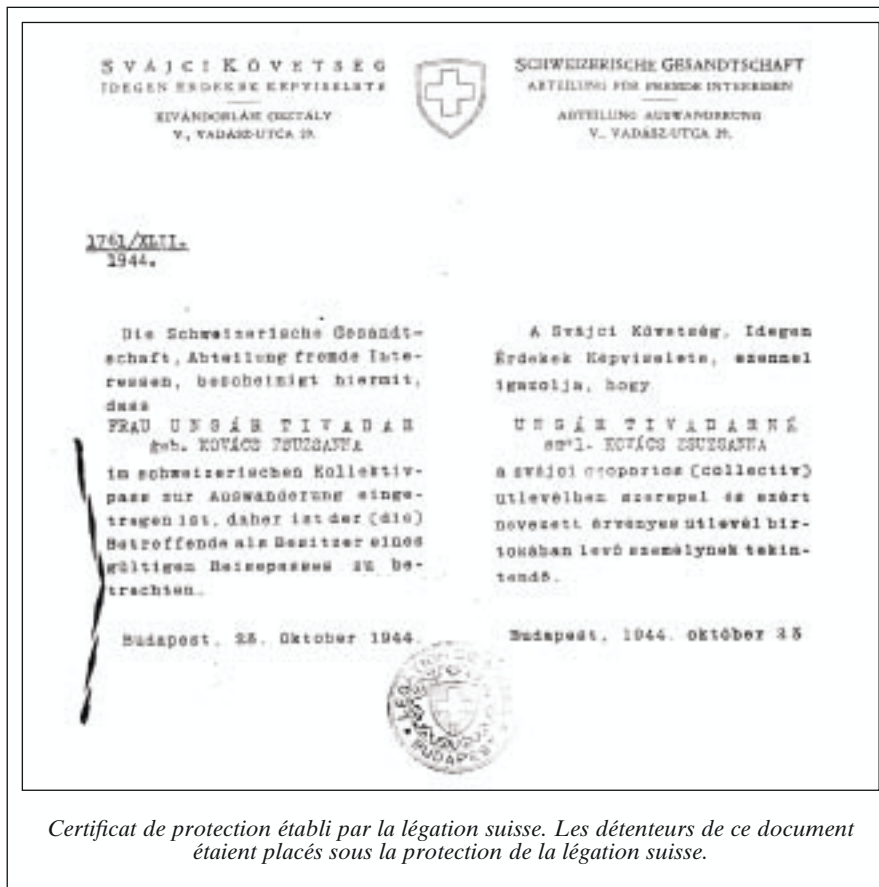 SVÁJCI KÖVETSÉG
IDEGEN ÉRDEKEK KÉPVISELETE
KIVÁNDORLÁSI OSZTÁLY
V., VADÁSZ-UTCA 29.
SCHWEIZERISCHE GESANDTSCHAFT
ABTEILUNG FÜR FREMDE INTERESSEN
ABTEILUNG AUSWANDERUNG
V., VADÁSZ-UTCA 29.
1761/XLII.
1944.
Die Schweizerische Gesandt-
schaft, Abteilung fremde Inte-
ressen, bescheinigt hiermit,
dass
FRAU UNGÁR TIVADAR
geb. KOVÁCS ZSUZSANNA
im schweizerischen Kollektiv-
pass zur Auswanderung einge-
tragen ist, daher ist der (die)
Betreffende als Besitzer eines
gültigen Reisepasses zu be-
trachten.
Budapest, 23. Oktober 1944.
A Svájci Követség, Idegen
Érdekek Képviselete, ezennel
igazolja, hogy
UNGÁR TIVADARNÉ
szül. KOVÁCS ZSUZSANNA
a svájci csoportos (collectiv)
útlevélben szerepel és ezért
nevezett érvényes útlevél bir-
tokában levő személynek tekin-
tendő.
Budapest, 1944. október 23
BUDAPEST
Certificat de protection établi par la légation suisse. Les détenteurs de ce document
étaient placés sous la protection de la légation suisse.